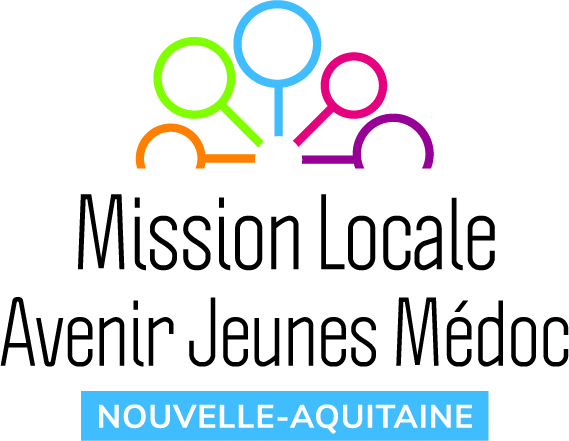 Mission Locale
Avenir Jeunes Médoc
NOUVELLE-AQUITAINE